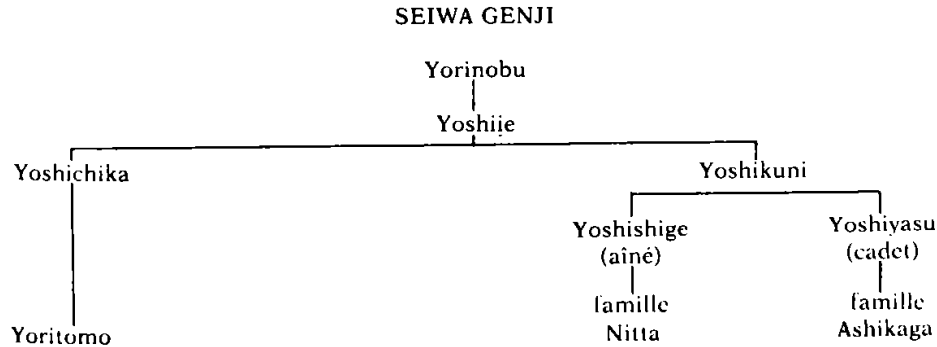 SEIWA GENJI
Yorinobu
Yoshiie
Yoshichika
Yoshikuni
Yoshishige
(aîné)
Yoshiyasu
(cadet)
famille
Nitta
famille
Ashikaga
Yoritomo